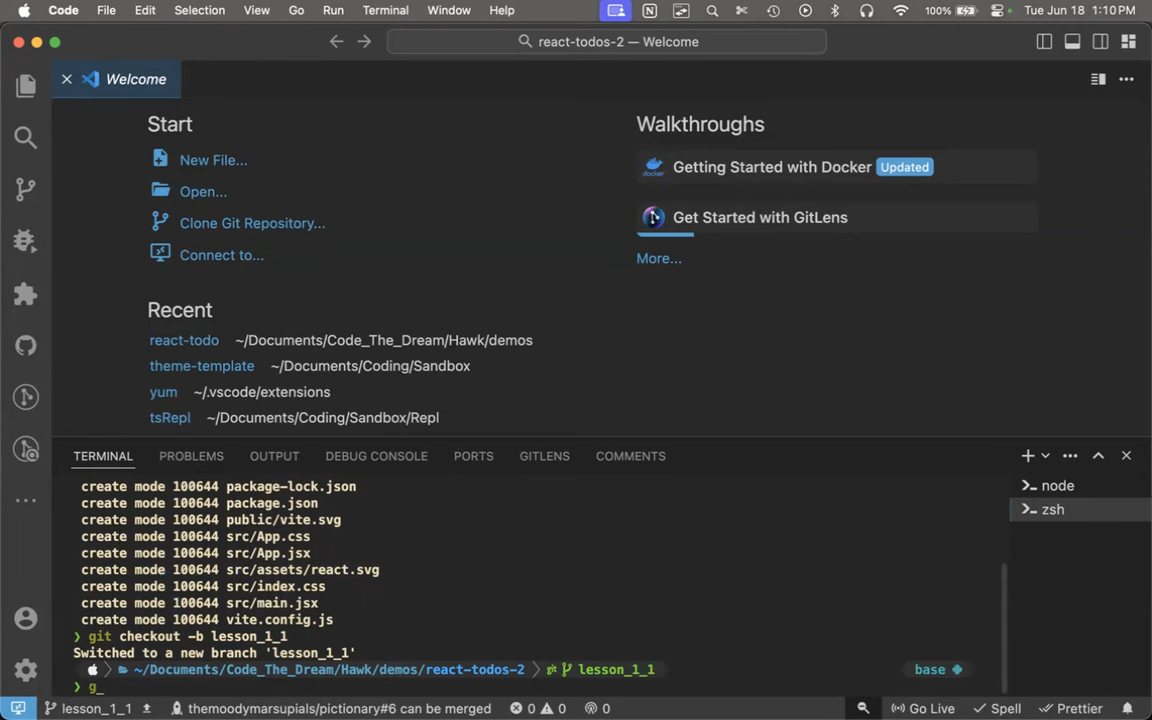 Code File Edit Selection View Go Run Terminal Window Help 100% Tue Jun 18 1:10 PM
react-todos-2 — Welcome
Welcome
Start
New File...
Open...
Clone Git Repository...
Connect to...
Recent
react-todo ~/Documents/Code_The_Dream/Hawk/demos
theme-template ~/Documents/Coding/Sandbox
yum ~/.vscode/extensions
tsRepl ~/Documents/Coding/Sandbox/Repl
Walkthroughs
Getting Started with Docker Updated
Get Started with GitLens
More...
TERMINAL PROBLEMS OUTPUT DEBUG CONSOLE PORTS GITLENS COMMENTS
create mode 100644 package-lock.json
create mode 100644 package.json
create mode 100644 public/vite.svg
create mode 100644 src/App.css
create mode 100644 src/App.jsx
create mode 100644 src/assets/react.svg
create mode 100644 src/index.css
create mode 100644 src/main.jsx
create mode 100644 vite.config.js
❯ git checkout -b lesson_1_1
Switched to a new branch 'lesson_1_1'
~/Documents/Code_The_Dream/Hawk/demos/react-todos-2 lesson_1_1 base
❯ g_
node
zsh
lesson_1_1 themoodymarsupials/pictionary#6 can be merged 0 0 0 Go Live Spell Prettier